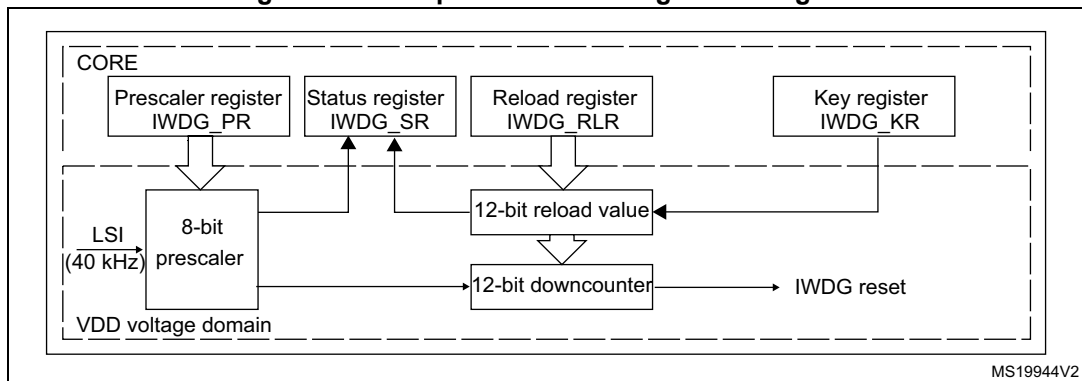 CORE
Prescaler register
IWDG_PR
Status register
IWDG_SR
Reload register
IWDG_RLR
Key register
IWDG_KR
LSI
(40 kHz)
8-bit
prescaler
12-bit reload value
12-bit downcounter
IWDG reset
VDD voltage domain
MS19944V2